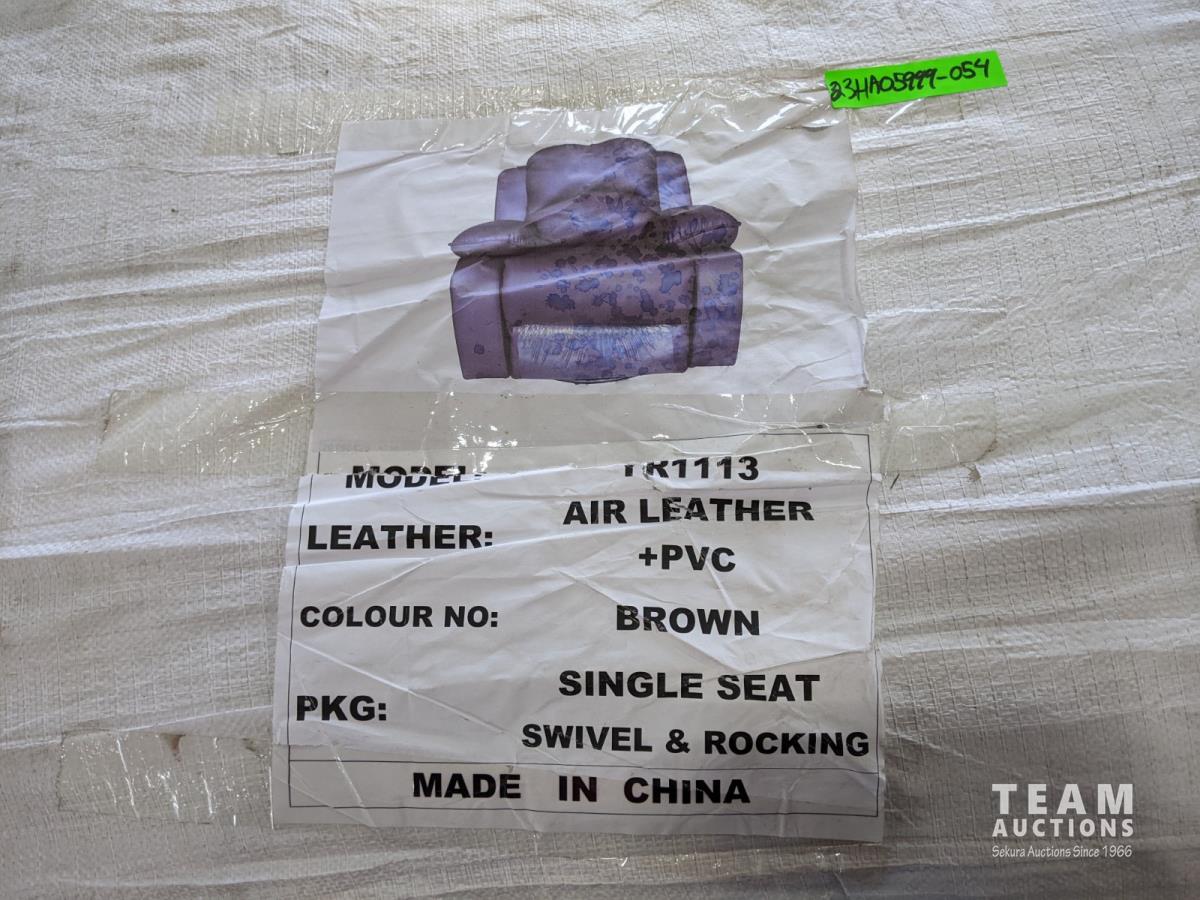 23HA05999-054
MODEL:
LEATHER: AIR LEATHER
+PVC
COLOUR NO: BROWN
PKG: SINGLE SEAT
SWIVEL & ROCKING
MADE IN CHINA
TEAM
AUCTIONS
Sekura Auctions Since 1966